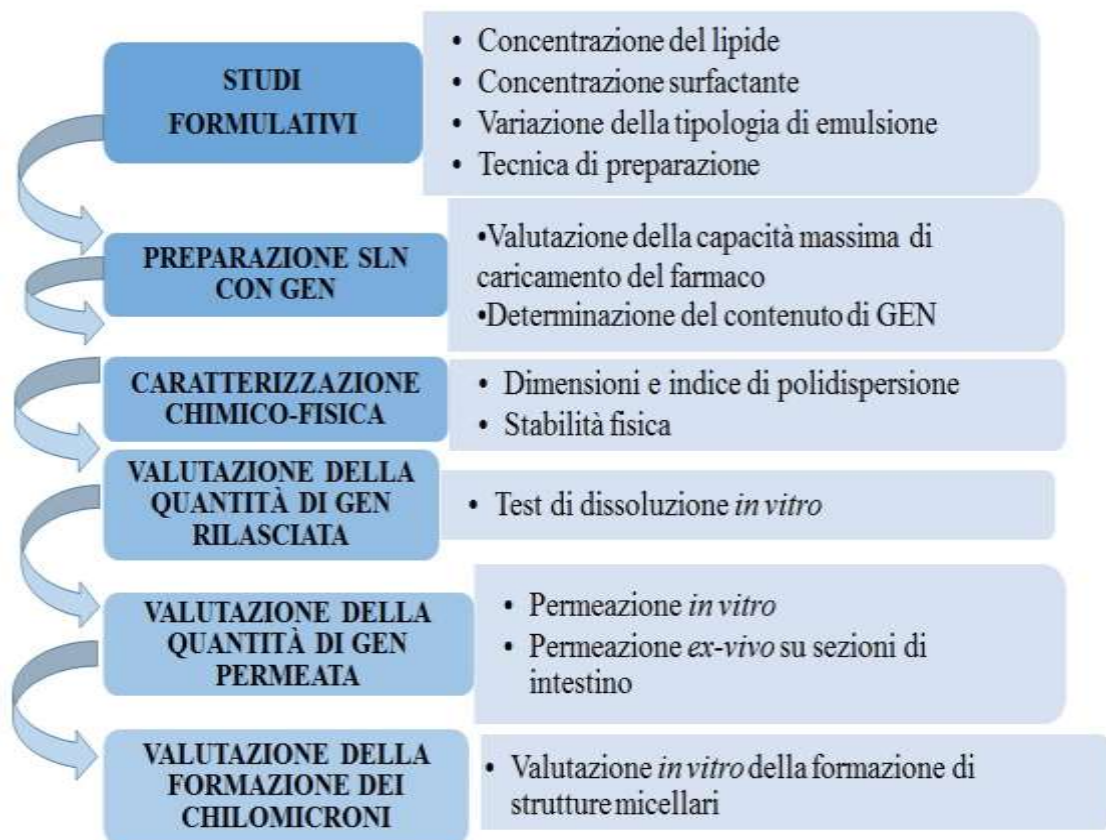 STUDI
FORMULATIVI
• Concentrazione del lipide
• Concentrazione surfactante
• Variazione della tipologia di emulsione
• Tecnica di preparazione
PREPARAZIONE SLN
CON GEN
•Valutazione della capacità massima di
caricamento del farmaco
•Determinazione del contenuto di GEN
CARATTERIZZAZIONE
CHIMICO-FISICA
• Dimensioni e indice di polidispersione
• Stabilità fisica
VALUTAZIONE DELLA
QUANTITÀ DI GEN
RILASCIATA
• Test di dissoluzione in vitro
VALUTAZIONE DELLA
QUANTITÀ DI GEN
PERMEATA
• Permeazione in vitro
• Permeazione ex-vivo su sezioni di
intestino
VALUTAZIONE DELLA
FORMAZIONE DEI
CHILOMICRONI
• Valutazione in vitro della formazione di
strutture micellari